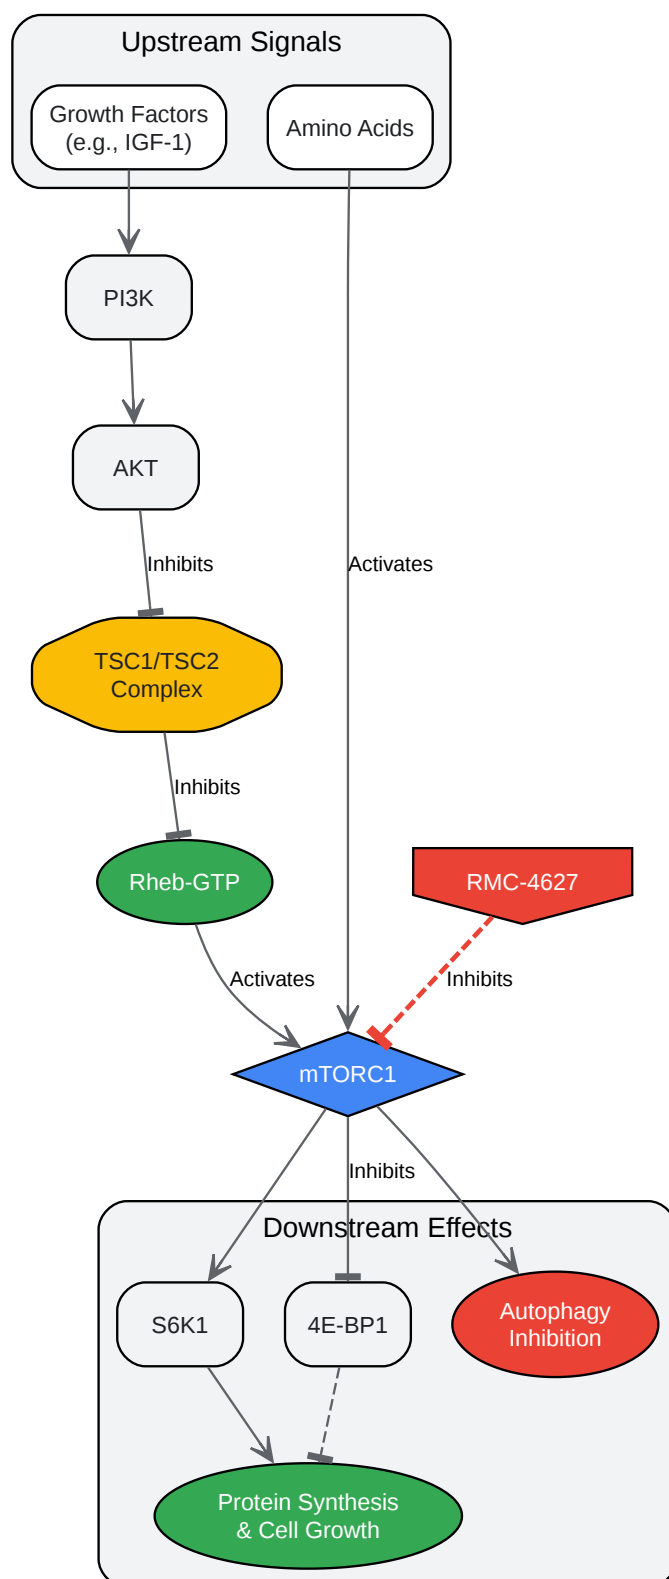 Upstream Signals
Growth Factors
(e.g., IGF-1)
Amino Acids
PI3K
AKT
Inhibits
Activates
TSC1/TSC2
Complex
Inhibits
Rheb-GTP
RMC-4627
Activates
Inhibits
mTORC1
Inhibits
Downstream Effects
S6K1
4E-BP1
Autophagy
Inhibition
Protein Synthesis
& Cell Growth